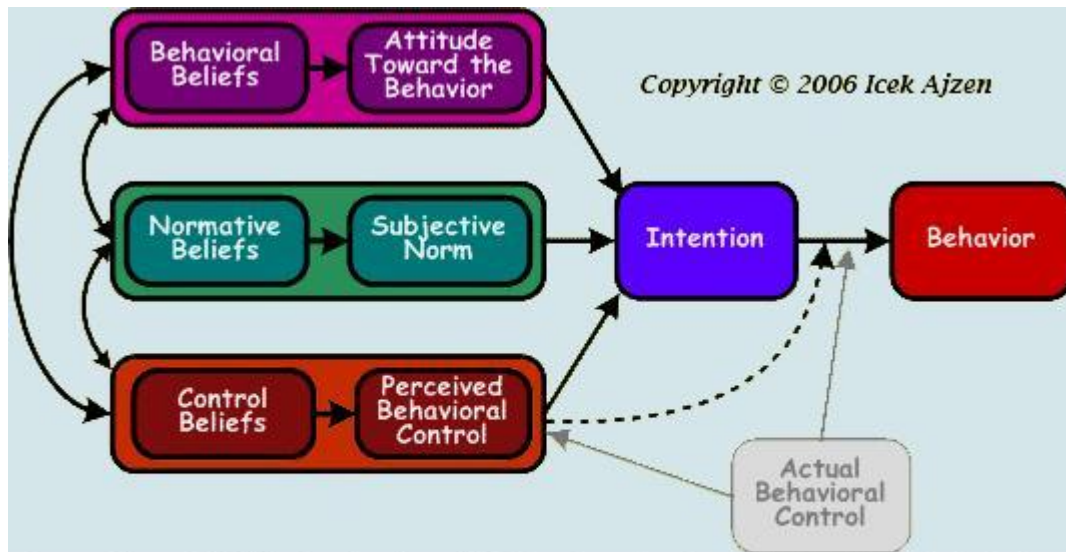 Behavioral
Beliefs
Attitude
Toward the
Behavior
Copyright © 2006 Icek Ajzen
Normative
Beliefs
Subjective
Norm
Intention
Behavior
Control
Beliefs
Perceived
Behavioral
Control
Actual
Behavioral
Control